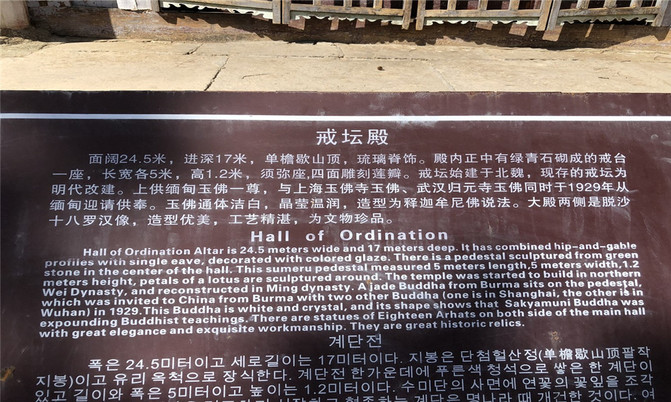 戒坛殿
面阔24.5米，进深17米，单檐歇山顶，琉璃脊饰。殿内正中有绿青石砌成的戒台
一座，长宽各5米，高1.2米，须弥座，四面雕刻莲瓣。戒坛始建于北魏，现存的戒坛为
明代改建。上供缅甸玉佛一尊，与上海玉佛寺玉佛、武汉归元寺玉佛同时于1929年从
缅甸迎请供奉。玉佛通体洁白，晶莹温润，造型为释迦牟尼佛说法。大殿两侧是脱沙
十八罗汉像，造型优美，工艺精湛，为文物珍品。
Hall of Ordination
Hall of Ordination Altar is 24.5 meters wide and 17 meters deep. It has combined hip-and-gable
profiles with single eave, decorated with colored glaze. There is a pedestal sculptured from green
stone in the center of the hall. This sumeru pedestal measured 5 meters length,5 meters width,1.2
meters height, petals of a lotus are sculptured around. The temple was started to build in northern
Wei Dynasty, and reconstructed in Ming dynasty. A jade Buddha from Burma sits on the pedestal,
which was invited to China from Burma with two other Buddha (one is in Shanghai, the other is in
Wuhan) in 1929.This Buddha is white and crystal, and its shape shows that Sakyamuni Buddha was
expounding Buddhist teachings. There are statues of Eighteen Arhats on both side of the main hall
with great elegance and exquisite workmanship. They are great historic relics.
계단전
폭은 24.5미터이고 세로길이는 17미터이다. 지붕은 단첨헐산정(单檐歇山顶팔작
지붕)이고 유리 옥척으로 장식한다. 계단전 한가운데에 푸른색 청석으로 쌓은 한 계단이
있고 길이와 폭은 5미터이고 높이는 1.2미터이다. 수미단의 사면에 연꽃의 꽃잎을 조각